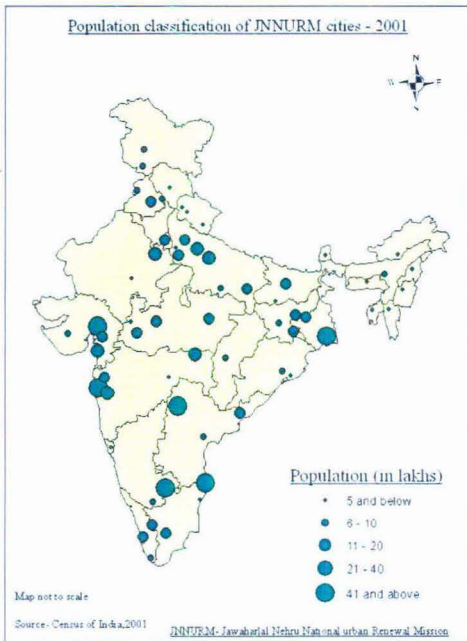 Population classification of JNNURM cities - 2001
N
W E
S
Population (in lakhs)
5 and below
6 - 10
11 - 20
21 - 40
41 and above
Map not to scale
Source- Census of India,2001
JNNURM- Jawaharlal Nehru National urban Renewal Mission